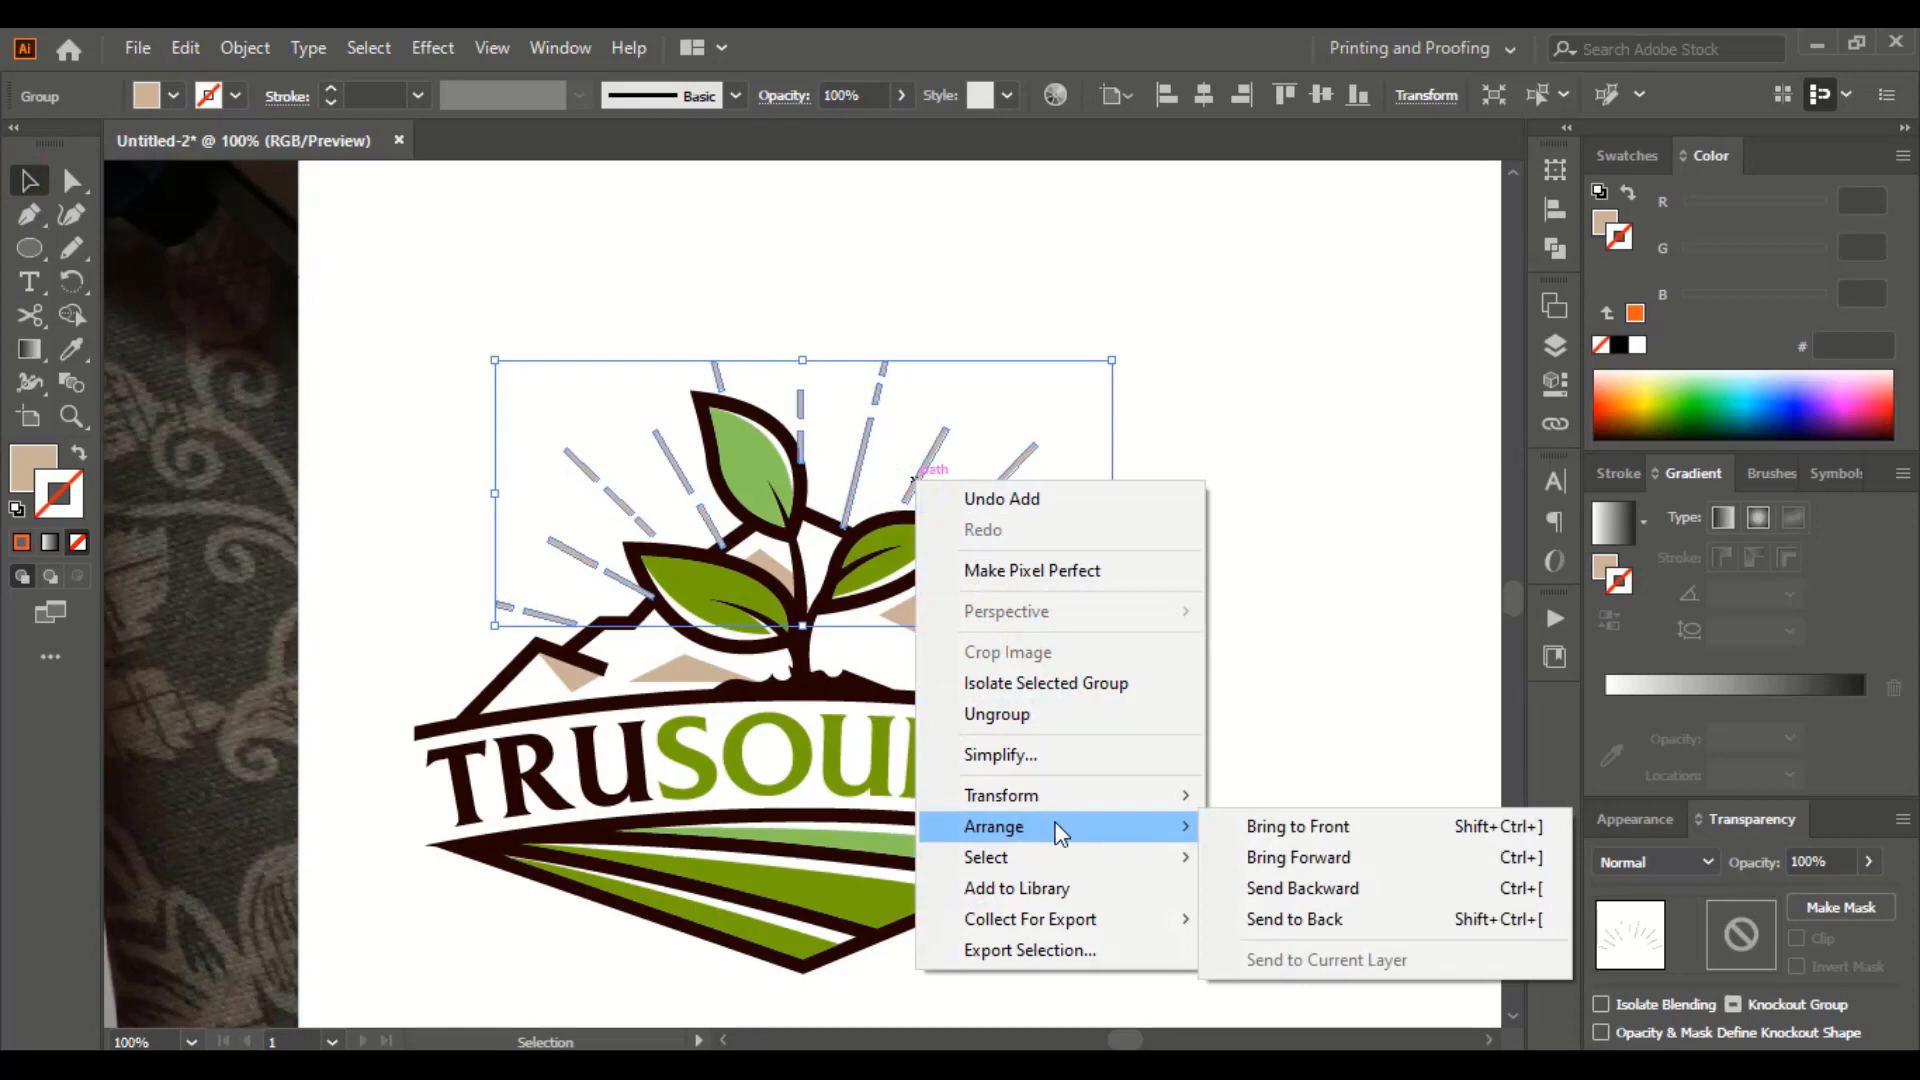 Ai File Edit Object Type Select Effect View Window Help Printing and Proofing Search Adobe Stock
Group Stroke: Basic Opacity: 100% Style: Transform
Untitled-2* @ 100% (RGB/Preview)
Swatches Color
R
G
B
#
Stroke Gradient Brushes Symbol
Type:
Stroke:
Opacity:
Location:
path
Undo Add
Redo
Make Pixel Perfect
Perspective
Crop Image
Isolate Selected Group
Ungroup
Simplify...
Transform
Arrange
Select
Add to Library
Collect For Export
Export Selection...
Bring to Front Shift+Ctrl+]
Bring Forward Ctrl+]
Send Backward Ctrl+[
Send to Back Shift+Ctrl+[
Send to Current Layer
TRUSOU
Appearance Transparency
Normal Opacity: 100%
Make Mask
Clip
Invert Mask
Isolate Blending Knockout Group
Opacity & Mask Define Knockout Shape
100% 1 Selection